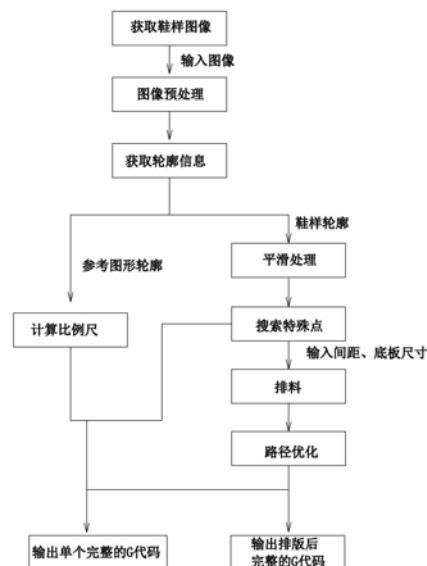 获取鞋样图像
输入图像
图像预处理
获取轮廓信息
鞋样轮廓
参考图形轮廓
平滑处理
计算比例尺
搜索特殊点
输入间距、底板尺寸
排料
路径优化
输出单个完整的G代码
输出排版后
完整的G代码